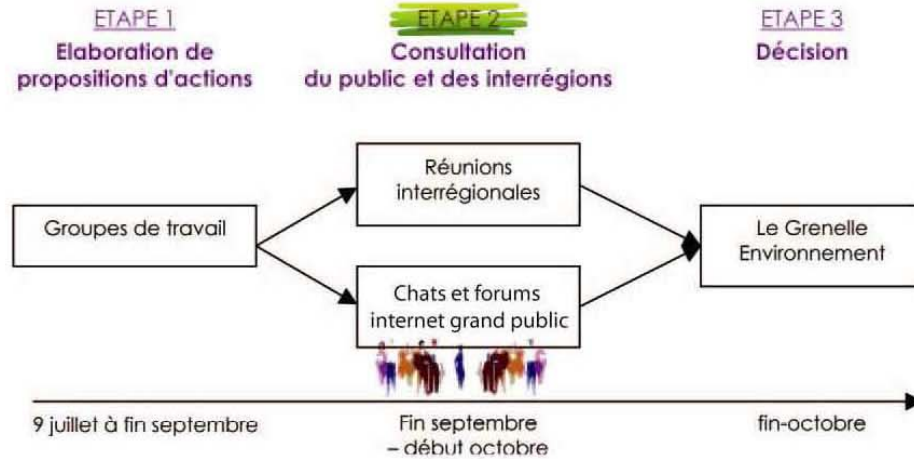 ETAPE 1
Elaboration de
propositions d'actions
ETAPE 2
Consultation
du public et des interrégions
ETAPE 3
Décision
Groupes de travail
Réunions
interrégionales
Chats et forums
internet grand public
Le Grenelle
Environnement
9 juillet à fin septembre
Fin septembre
– début octobre
fin-octobre